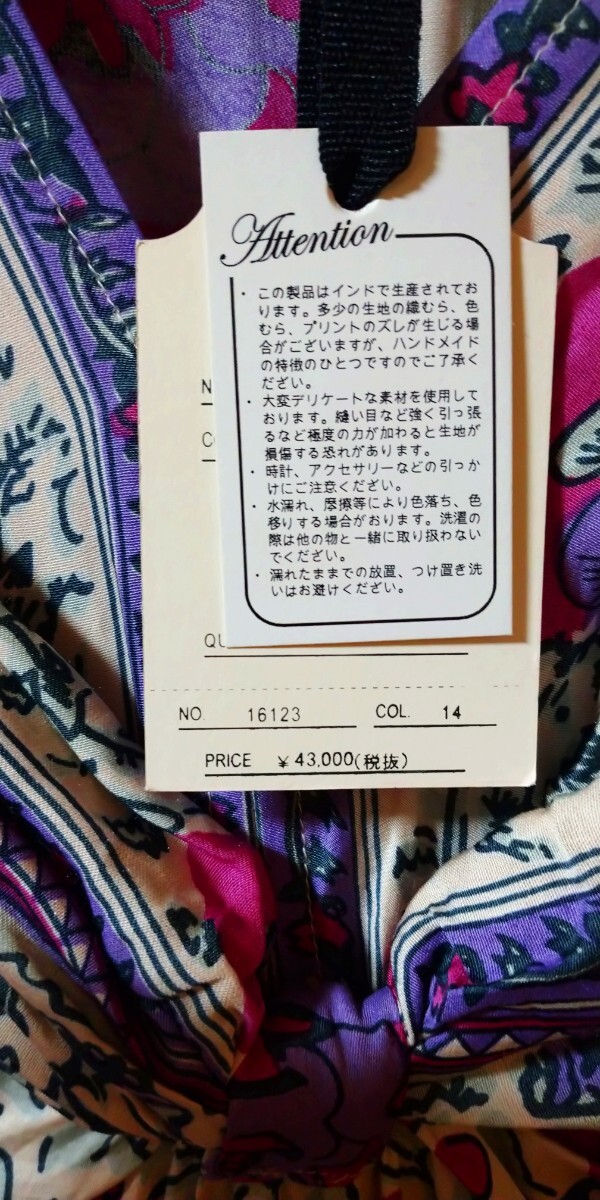 Attention
・この製品はインドで生産されてお
ります。多少の生地の織むら、色
むら、プリントのズレが生じる場
合がございますが、ハンドメイド
の特徴のひとつですのでご了承く
ださい。
・大変デリケートな素材を使用して
おります。縫い目など強く引っ張
るなど極度の力が加わると生地が
損傷する恐れがあります。
・時計、アクセサリーなどの引っか
けにご注意ください。
・水濡れ、摩擦等により色落ち、色
移りする場合がおります。洗濯の
際は他の物と一緒に取り扱わない
でください。
・濡れたままでの放置、つけ置き洗
いはお避けください。
NO. 16123 COL. 14
PRICE ¥43,000(税抜)